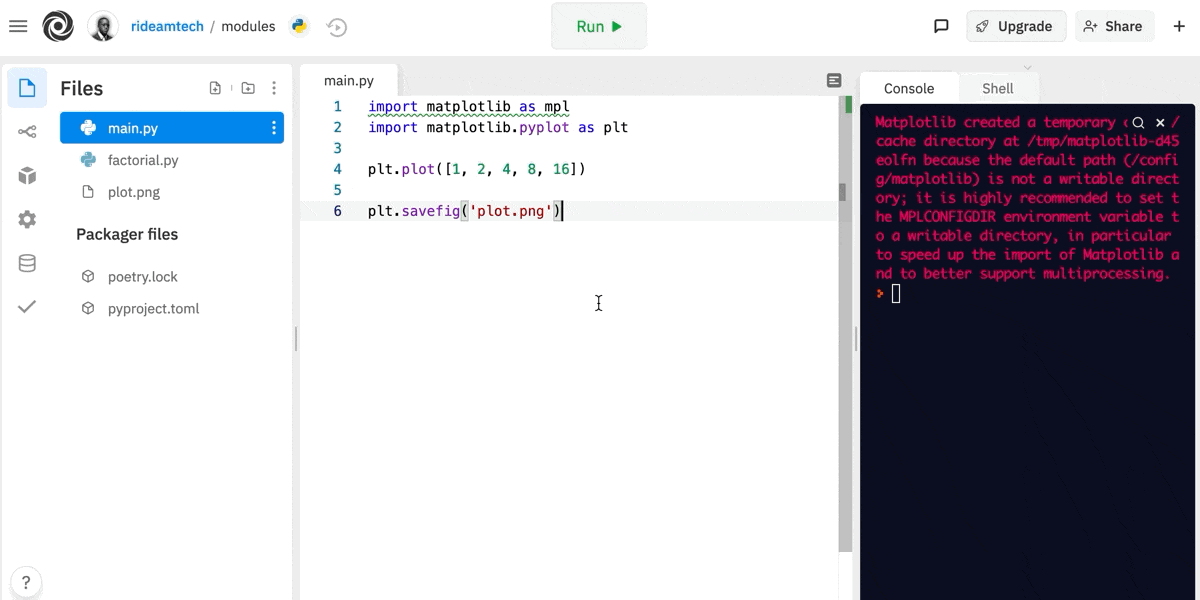 rideamtech / modules
Run
Upgrade
Share
Files
main.py
factorial.py
plot.png
Packager files
poetry.lock
pyproject.toml
?
main.py
1 import matplotlib as mpl
2 import matplotlib.pyplot as plt
3
4 plt.plot([1, 2, 4, 8, 16])
5
6 plt.savefig('plot.png')
Console
Shell
Matplotlib created a temporary /
cache directory at /tmp/matplotlib-d45
eolfn because the default path (/confi
g/matplotlib) is not a writable direct
ory; it is highly recommended to set t
he MPLCONFIGDIR environment variable t
o a writable directory, in particular
to speed up the import of Matplotlib a
nd to better support multiprocessing.
>